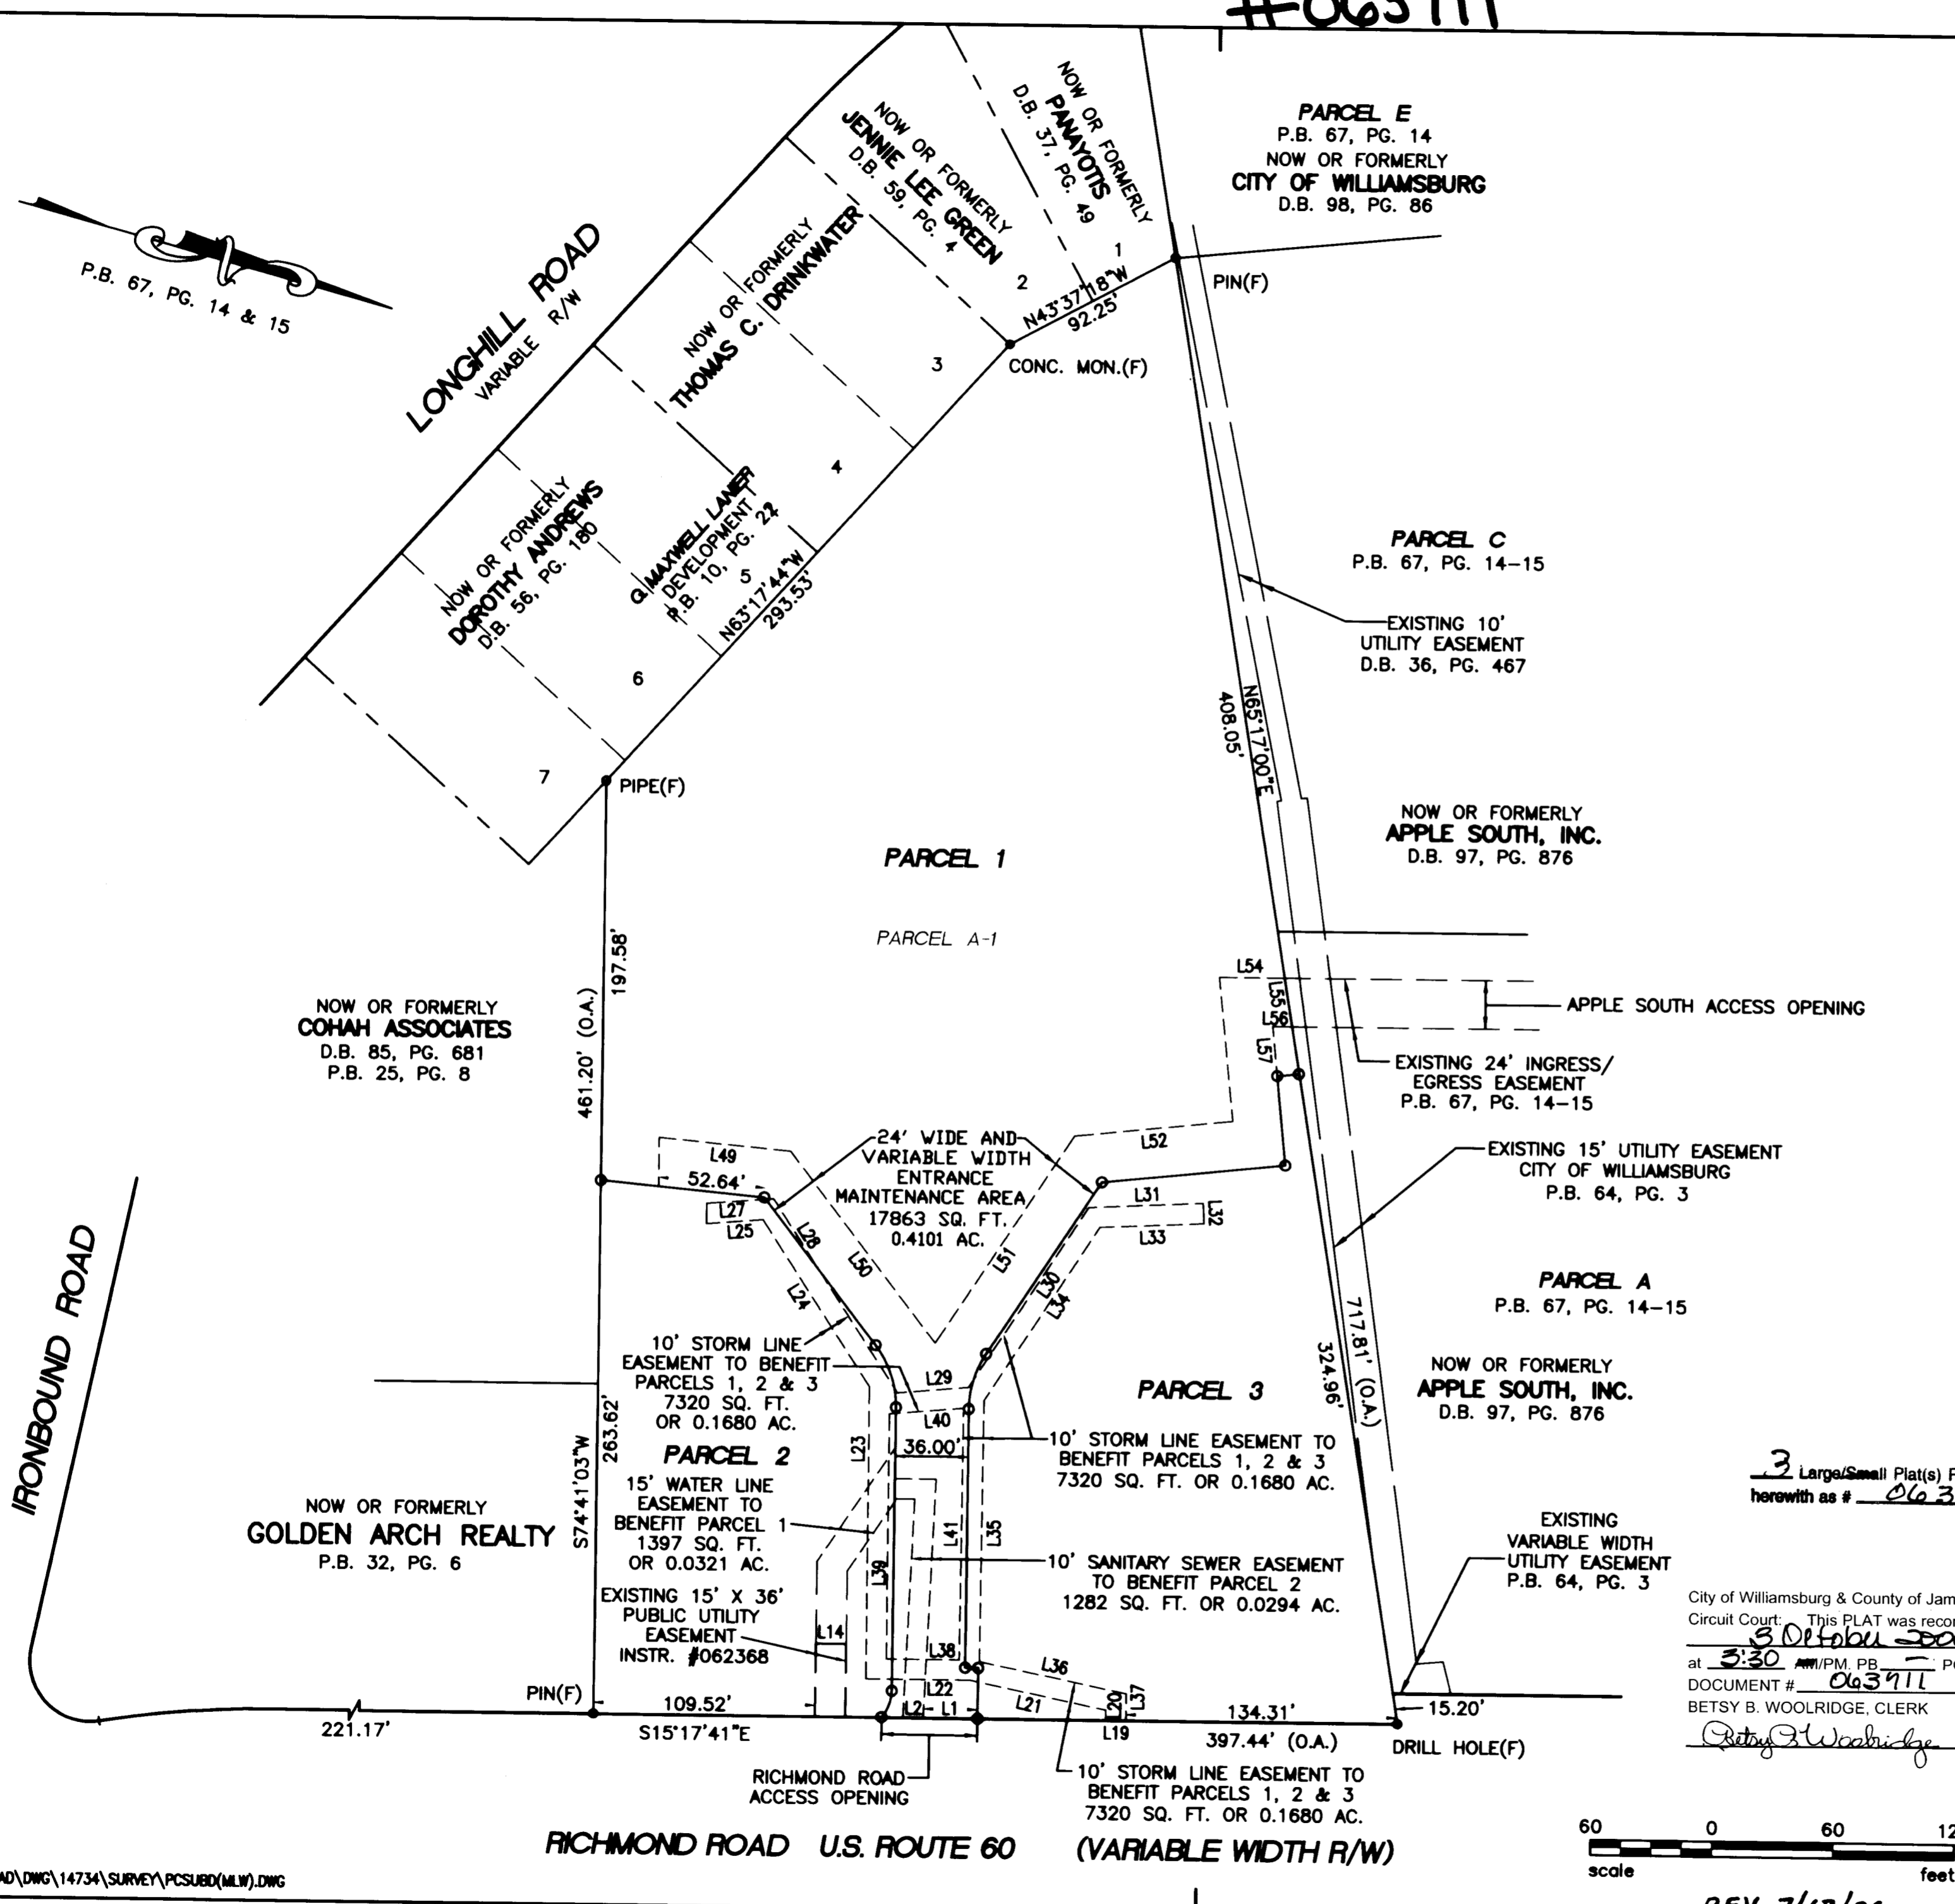 P.B. 67, PG. 14 & 15
LONGHILL ROAD
VARIABLE R/W
NOW OR FORMERLY
PANAYOTIS
D.B. 37, PG. 49
1
NOW OR FORMERLY
JENNIE LEE GREEN
D.B. 59, PG. 4
2
NOW OR FORMERLY
THOMAS C. DRINKWATER
3
4
G. MAXWELL LANIER
DEVELOPMENT
P.B. 10, PG. 22
5
NOW OR FORMERLY
DOROTHY ANDREWS
D.B. 56, PG. 180
6
7
N43°37'18"W
92.25'
PIN(F)
CONC. MON.(F)
N63°17'44"W
293.53'
PIPE(F)
PARCEL E
P.B. 67, PG. 14
NOW OR FORMERLY
CITY OF WILLIAMSBURG
D.B. 98, PG. 86
PARCEL C
P.B. 67, PG. 14-15
EXISTING 10'
UTILITY EASEMENT
D.B. 36, PG. 467
N65°17'00"E
408.05'
NOW OR FORMERLY
APPLE SOUTH, INC.
D.B. 97, PG. 876
PARCEL 1
PARCEL A-1
197.58'
461.20' (O.A.)
NOW OR FORMERLY
COHAH ASSOCIATES
D.B. 85, PG. 681
P.B. 25, PG. 8
L54
L55
L56
L57
APPLE SOUTH ACCESS OPENING
EXISTING 24' INGRESS/
EGRESS EASEMENT
P.B. 67, PG. 14-15
EXISTING 15' UTILITY EASEMENT
CITY OF WILLIAMSBURG
P.B. 64, PG. 3
24' WIDE AND
VARIABLE WIDTH
ENTRANCE
MAINTENANCE AREA
17863 SQ. FT.
0.4101 AC.
L49
52.64'
L27
L25
L28
L24
L50
L51
L52
L31
L32
L33
L30
L34
PARCEL A
P.B. 67, PG. 14-15
NOW OR FORMERLY
APPLE SOUTH, INC.
D.B. 97, PG. 876
717.81' (O.A.)
324.96'
10' STORM LINE
EASEMENT TO BENEFIT
PARCELS 1, 2 & 3
7320 SQ. FT.
OR 0.1680 AC.
L29
L40
36.00'
L23
PARCEL 3
10' STORM LINE EASEMENT TO
BENEFIT PARCELS 1, 2 & 3
7320 SQ. FT. OR 0.1680 AC.
PARCEL 2
15' WATER LINE
EASEMENT TO
BENEFIT PARCEL 1
1397 SQ. FT.
OR 0.0321 AC.
L41
L35
L39
10' SANITARY SEWER EASEMENT
TO BENEFIT PARCEL 2
1282 SQ. FT. OR 0.0294 AC.
263.62'
S74°41'03"W
IRONBOUND ROAD
NOW OR FORMERLY
GOLDEN ARCH REALTY
P.B. 32, PG. 6
EXISTING 15' X 36'
PUBLIC UTILITY
EASEMENT
INSTR. #062368
L14
L38
L22
L2
L1
L36
L21
L20
L37
L19
EXISTING
VARIABLE WIDTH
UTILITY EASEMENT
P.B. 64, PG. 3
3 Large/Small Plat(s)
herewith as # 063
City of Williamsburg & County of Jam
Circuit Court: This PLAT was recor
3 October 200
at 3:30 AM/PM. PB — P
DOCUMENT # 063911
BETSY B. WOOLRIDGE, CLERK
Betsy B Woolridge
PIN(F)
221.17'
109.52'
S15°17'41"E
134.31'
397.44' (O.A.)
15.20'
DRILL HOLE(F)
RICHMOND ROAD
ACCESS OPENING
10' STORM LINE EASEMENT TO
BENEFIT PARCELS 1, 2 & 3
7320 SQ. FT. OR 0.1680 AC.
RICHMOND ROAD U.S. ROUTE 60 (VARIABLE WIDTH R/W)
60 0 60 12
scale feet
AD\DWG\14734\SURVEY\PCSUBD(MLW).DWG